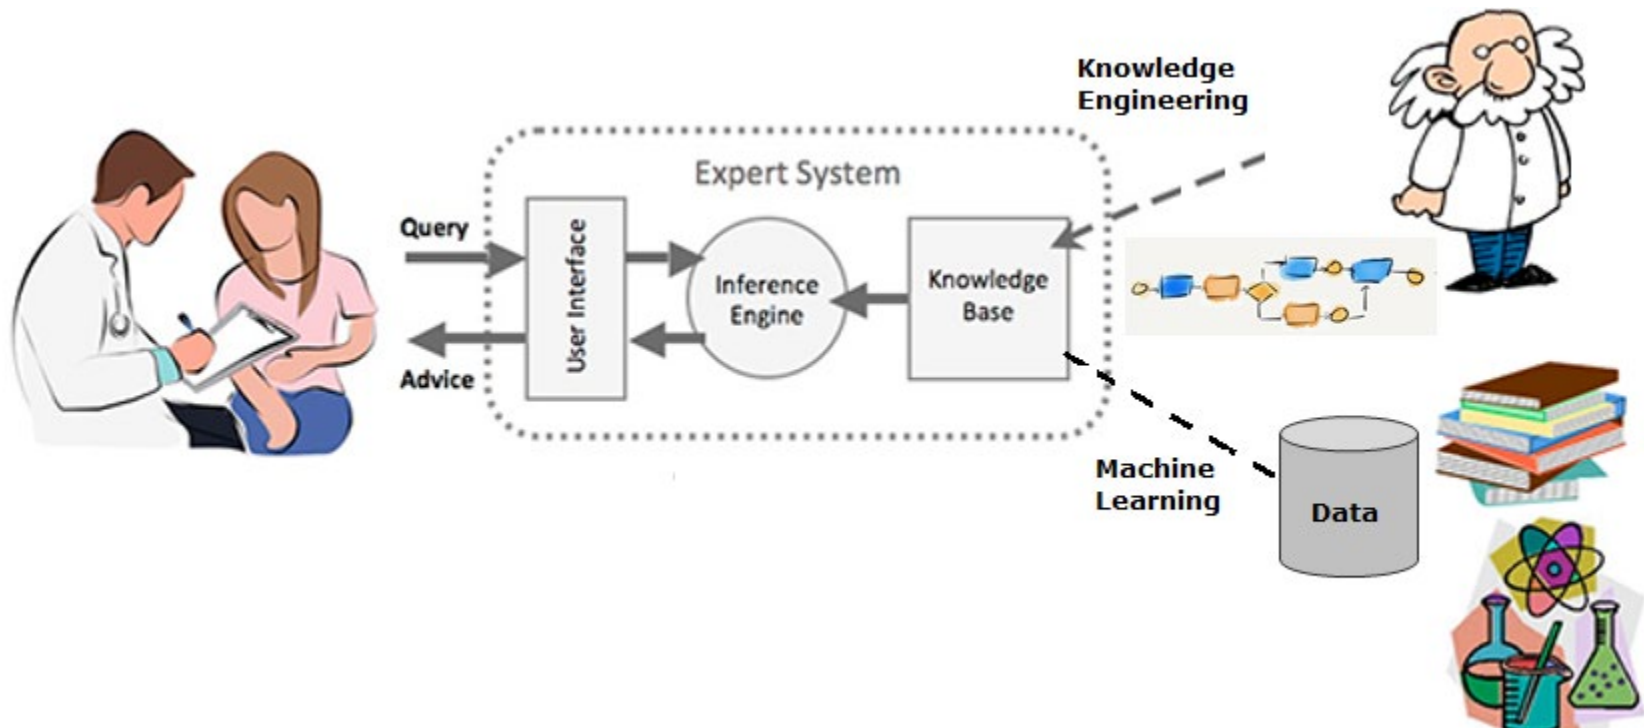 Knowledge
Engineering
Expert System
Query
User Interface
Inference
Engine
Knowledge
Base
Advice
Machine
Learning
Data